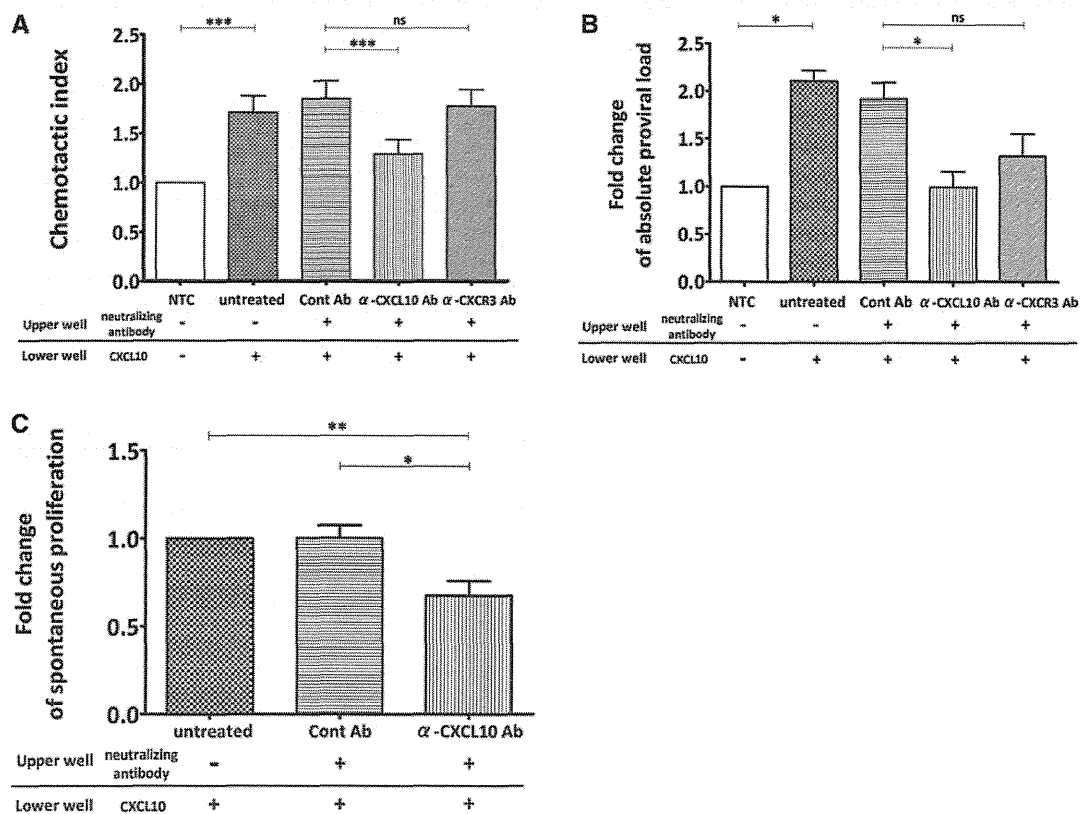 A
Chemotactic index
2.5
2.0
1.5
1.0
0.5
0.0
***
ns
***
NTC untreated Cont Ab α-CXCL10 Ab α-CXCR3 Ab
Upper well neutralizing antibody - - + + +
Lower well CXCL10 - + + + +
B
Fold change
of absolute proviral load
2.5
2.0
1.5
1.0
0.5
0.0
*
ns
*
NTC untreated Cont Ab α-CXCL10 Ab α-CXCR3 Ab
Upper well neutralizing antibody - - + + +
Lower well CXCL10 - + + + +
C
Fold change
of spontaneous proliferation
1.5
1.0
0.5
0.0
**
*
untreated Cont Ab α-CXCL10 Ab
Upper well neutralizing antibody - + +
Lower well CXCL10 + + +